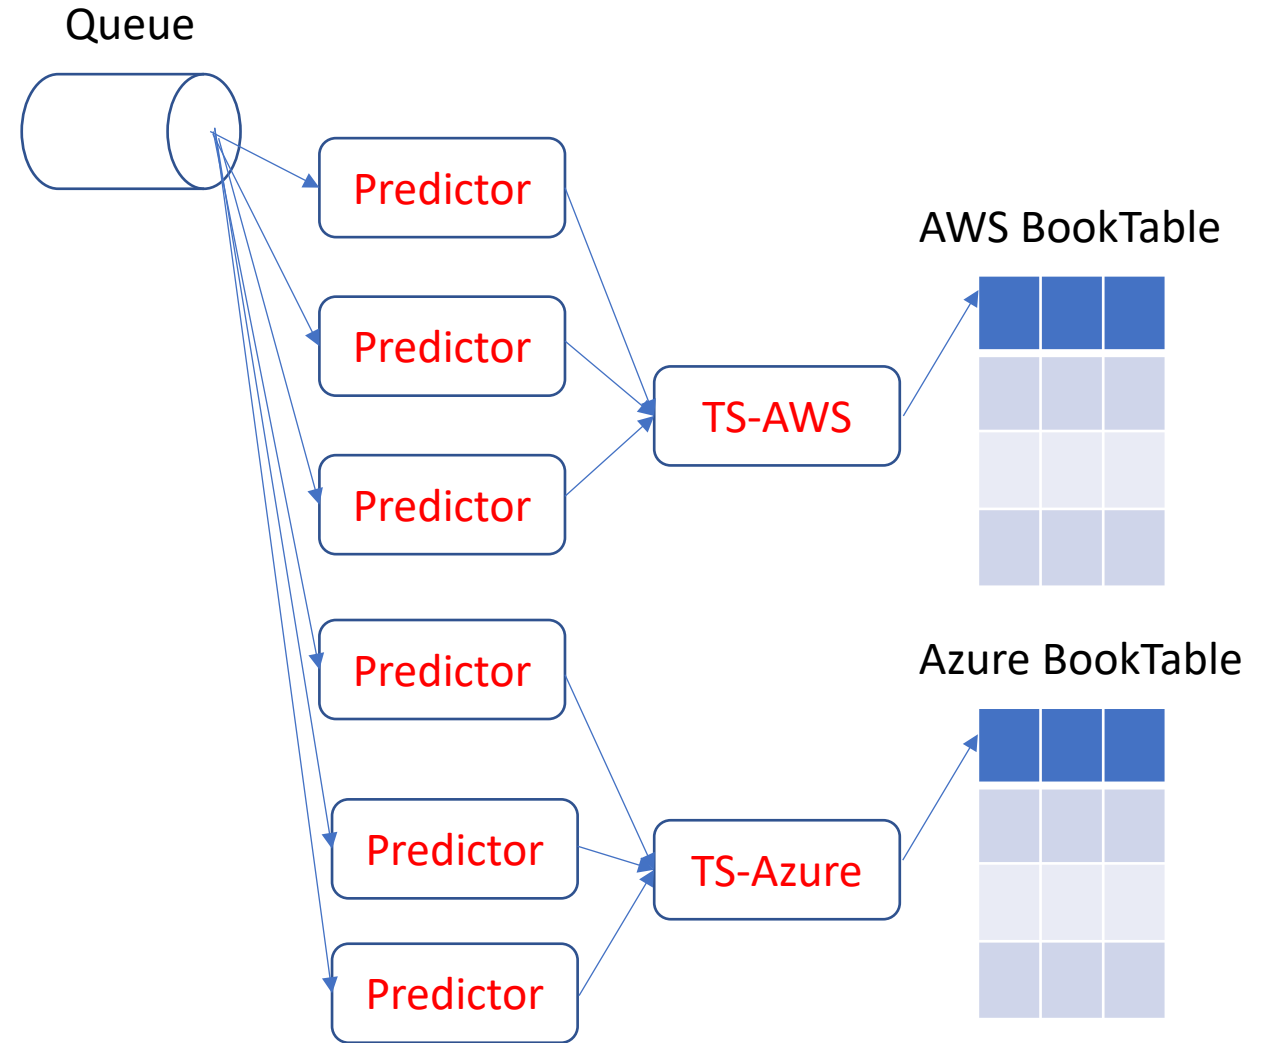 Queue
Predictor
Predictor
Predictor
Predictor
Predictor
Predictor
TS-AWS
TS-Azure
AWS BookTable
Azure BookTable